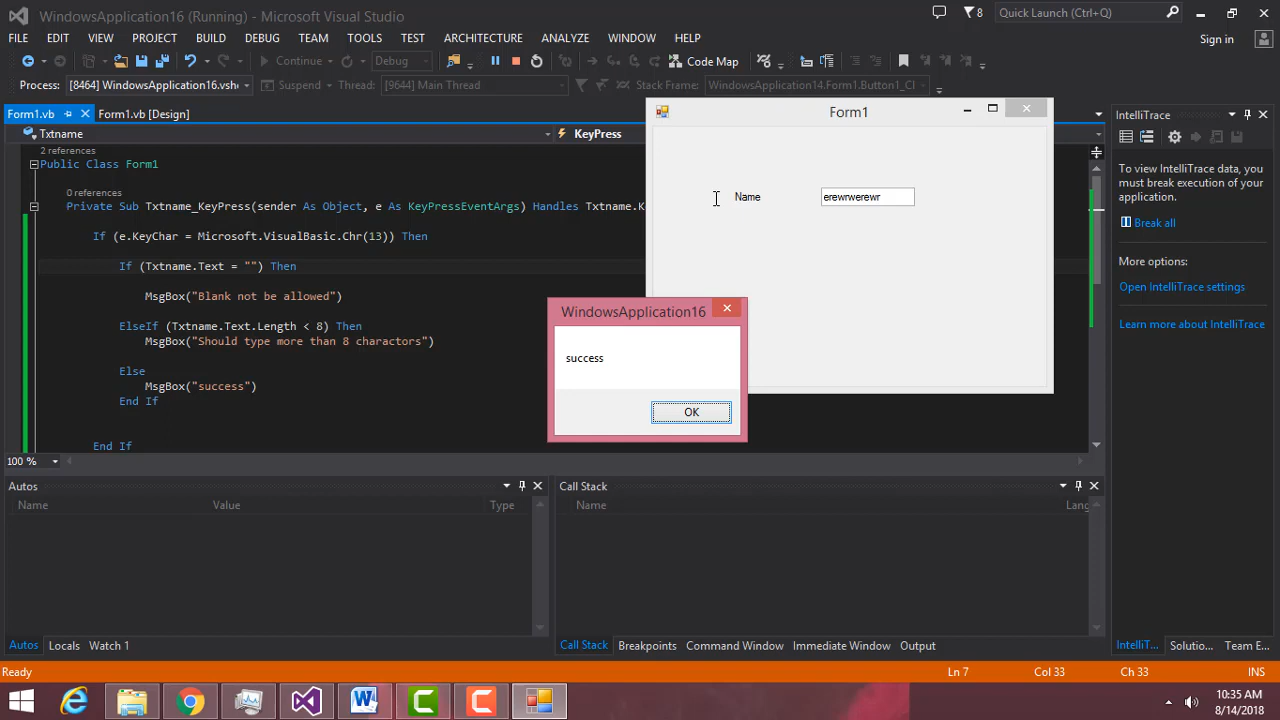 WindowsApplication16 (Running) - Microsoft Visual Studio
8
Quick Launch (Ctrl+Q)
FILE EDIT VIEW PROJECT BUILD DEBUG TEAM TOOLS TEST ARCHITECTURE ANALYZE WINDOW HELP
Sign in
Continue Debug Code Map
Process: [8464] WindowsApplication16.vshc Suspend Thread: [9644] Main Thread Stack Frame: WindowsApplication14.Form1.Button1_Cl
Form1.vb Form1.vb [Design]
Txtname KeyPress
2 references
Public Class Form1
0 references
Private Sub Txtname_KeyPress(sender As Object, e As KeyPressEventArgs) Handles Txtname.K
If (e.KeyChar = Microsoft.VisualBasic.Chr(13)) Then
If (Txtname.Text = "") Then
MsgBox("Blank not be allowed")
ElseIf (Txtname.Text.Length < 8) Then
MsgBox("Should type more than 8 charactors")
Else
MsgBox("success")
End If
End If
100 %
Form1
Name erewrwerewr
WindowsApplication16
success
OK
IntelliTrace
To view IntelliTrace data, you
must break execution of your
application.
Break all
More options:
Open IntelliTrace settings
Learn more about IntelliTrace
Autos
Name Value Type
Call Stack
Name Lang
Autos Locals Watch 1
Call Stack Breakpoints Command Window Immediate Window Output
IntelliT... Solutio... Team E...
Ready Ln 7 Col 33 Ch 33 INS
10:35 AM
8/14/2018